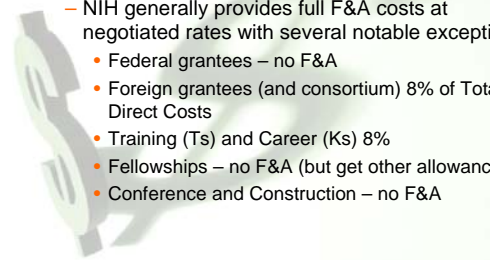 – NIH generally provides full F&A costs at
negotiated rates with several notable excepti
• Federal grantees – no F&A
• Foreign grantees (and consortium) 8% of Tota
Direct Costs
• Training (Ts) and Career (Ks) 8%
• Fellowships – no F&A (but get other allowanc
• Conference and Construction – no F&A